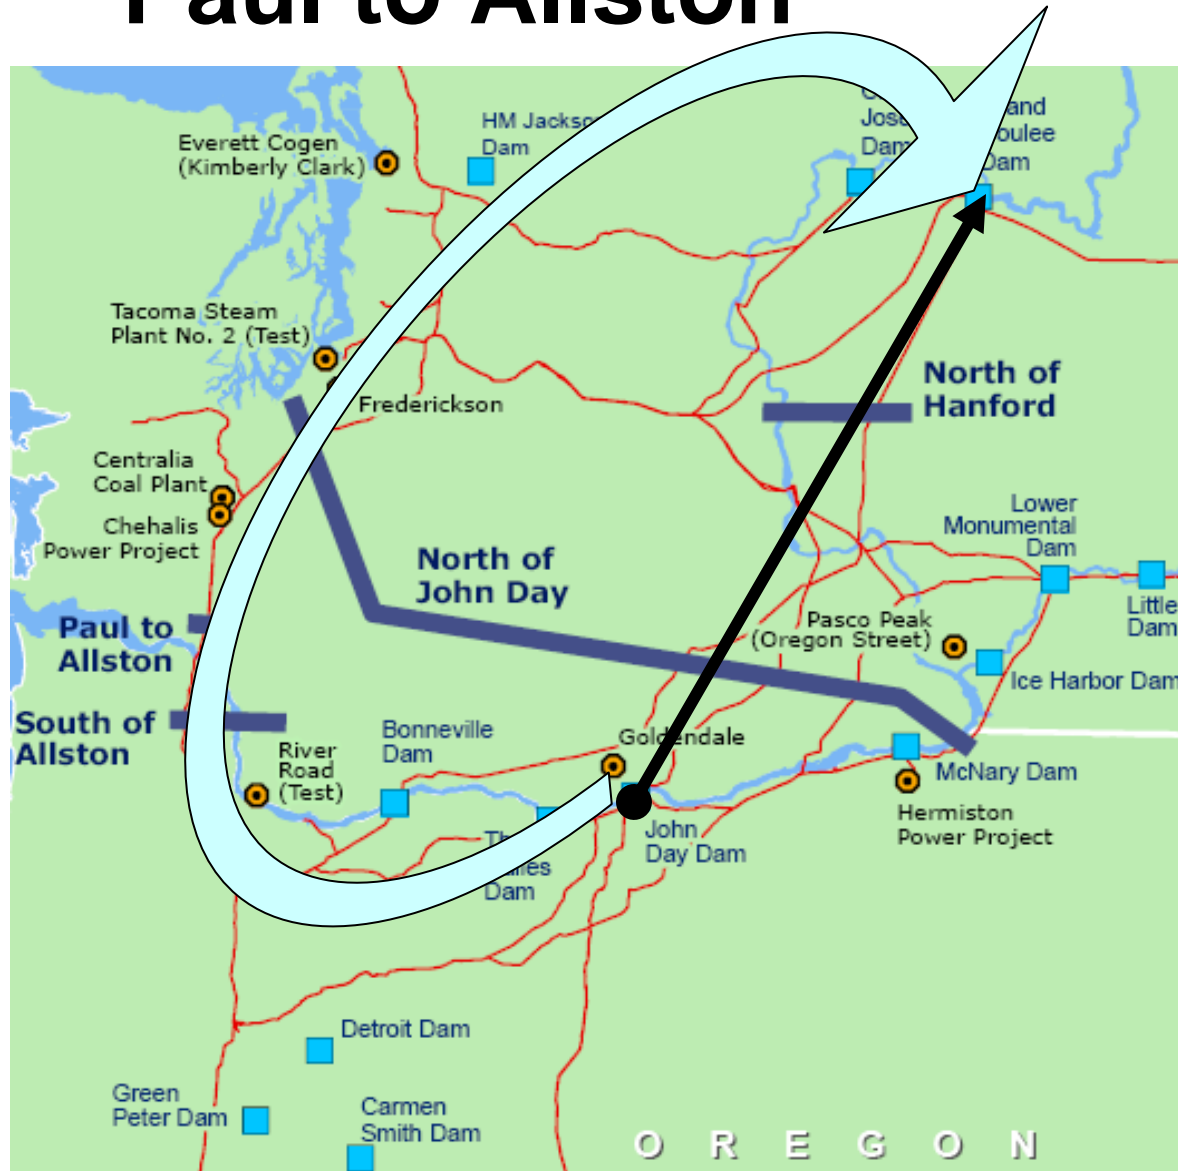 Paul to Allston
HM Jackson
Dam
Everett Cogen
(Kimberly Clark)
Dam
and
oulee
Dam
Tacoma Steam
Plant No. 2 (Test)
Frederickson
North of
Hanford
Centralia
Coal Plant
Chehalis
Power Project
Lower
Monumental
Dam
North of
John Day
Little
Dam
Paul to
Allston
Pasco Peak
(Oregon Street)
Ice Harbor Dam
South of
Allston
River
Road
(Test)
Bonneville
Dam
Goldendale
McNary Dam
Hermiston
Power Project
John
Day Dam
Dam
Detroit Dam
Green
Peter Dam
Carmen
Smith Dam
OREGON